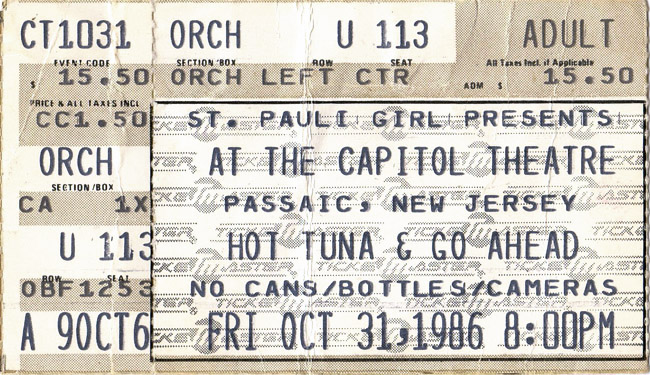 CT1031 ORCH U 113 ADULT
EVENT CODE SECTION/BOX ROW SEAT All Taxes Incl. if Applicable
$ 15.50 ORCH LEFT CTR ADM $ 15.50
PRICE & ALL TAXES INCL
CC1.50 ST. PAULI GIRL PRESENTS
ORCH AT THE CAPITOL THEATRE
SECTION/BOX
CA 1X PASSAIC, NEW JERSEY
U 113 HOT TUNA & GO AHEAD
ROW SEAT
OBF1253 NO CANS/BOTTLES/CAMERAS
A 9OCT6 FRI OCT 31,1986 8:00PM